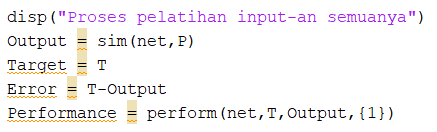 disp("Proses pelatihan input-an semuanya")
Output = sim(net,P)
Target = T
Error = T-Output
Performance = perform(net,T,Output,{1})